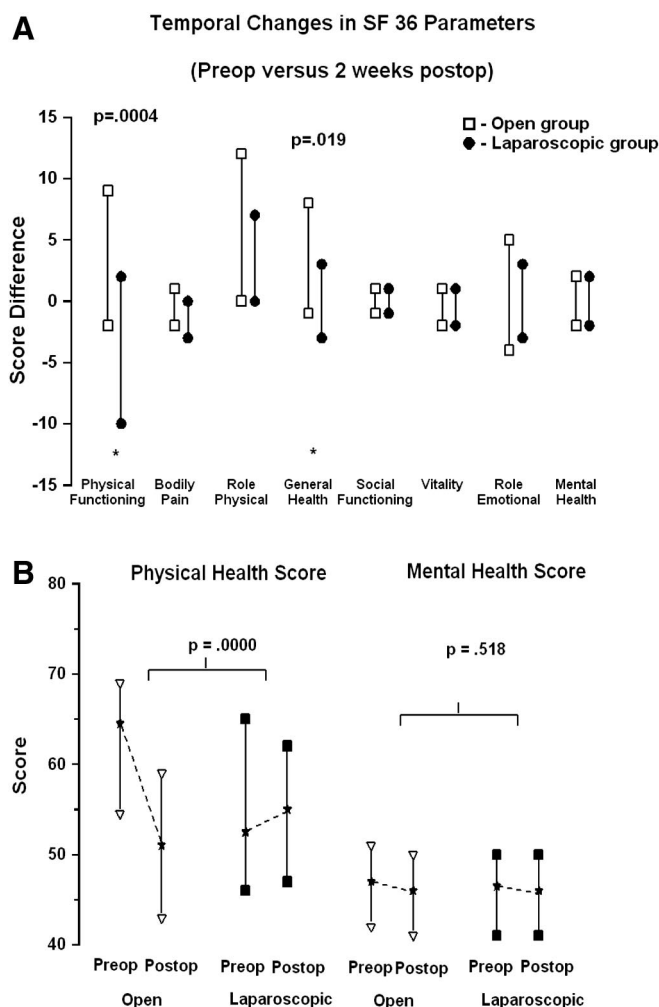 A
Temporal Changes in SF 36 Parameters
(Preop versus 2 weeks postop)
15
p=.0004
p=.019
- Open group
- Laparoscopic group
10
5
0
-5
-10
-15
Score Difference
*
*
Physical Functioning
Bodily Pain
Role Physical
General Health
Social Functioning
Vitality
Role Emotional
Mental Health
B
80
Physical Health Score
Mental Health Score
p = .0000
p = .518
70
60
50
40
Score
Preop Postop
Preop Postop
Preop Postop
Preop Postop
Open
Laparoscopic
Open
Laparoscopic